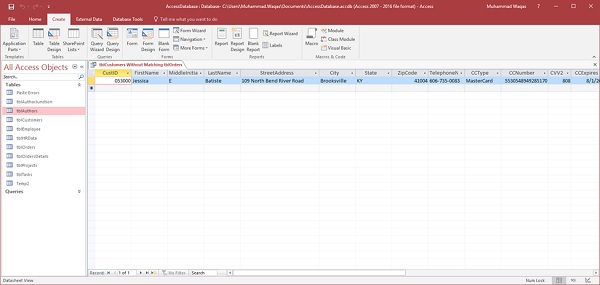 AccessDatabase : Database- C:\Users\Muhammad.Waqas\Documents\AccessDatabase.accdb (Access 2007 - 2016 file format) - Access
Muhammad Waqas
File Home Create External Data Database Tools Tell me what you want to do
Application Parts
Table Table Design SharePoint Lists
Query Wizard Query Design
Form Form Design Blank Form Form Wizard Navigation More Forms
Report Report Design Blank Report Report Wizard Labels
Macro Module Class Module Visual Basic
Templates Tables Queries Forms Reports Macros & Code
All Access Objects
Search...
Tables
Paste Errors
tblAuthorJunction
tblAuthors
tblCustomers
tblEmployee
tblHRData
tblOrders
tblOrdersDetails
tblProjects
tblTasks
Temp2
Queries
tblCustomers Without Matching tblOrders
CustID FirstName MiddleInitia LastName StreetAddress City State ZipCode TelephoneN CCType CCNumber CVV2 CCExpires
053000 Jessica E Batiste 109 North Bend River Road Brooksville KY 41004 606-735-0083 MasterCard 5530548949285170 808 8/1/20
Record: 1 of 1 No Filter Search
Datasheet View
Num Lock